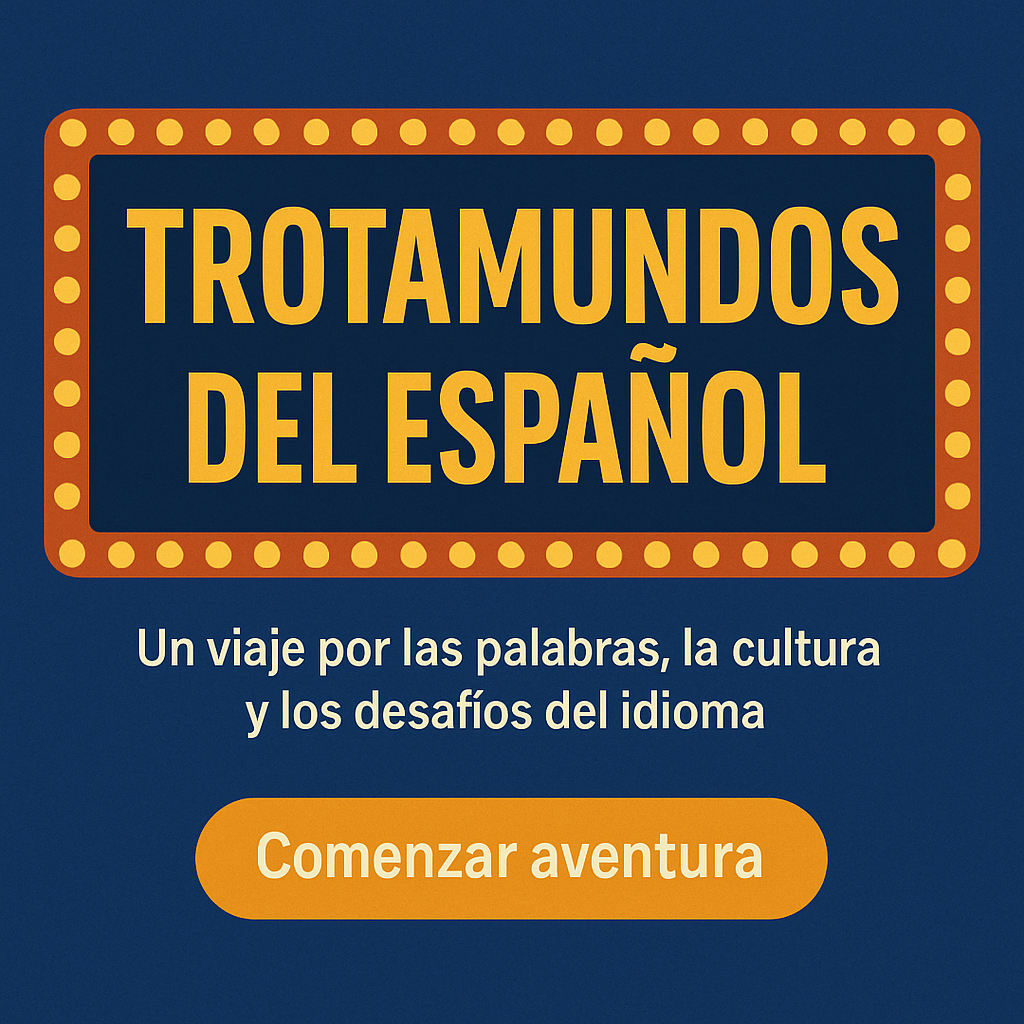 TROTAMUNDOS
DEL ESPAÑOL
Un viaje por las palabras, la cultura
y los desafíos del idioma
Comenzar aventura